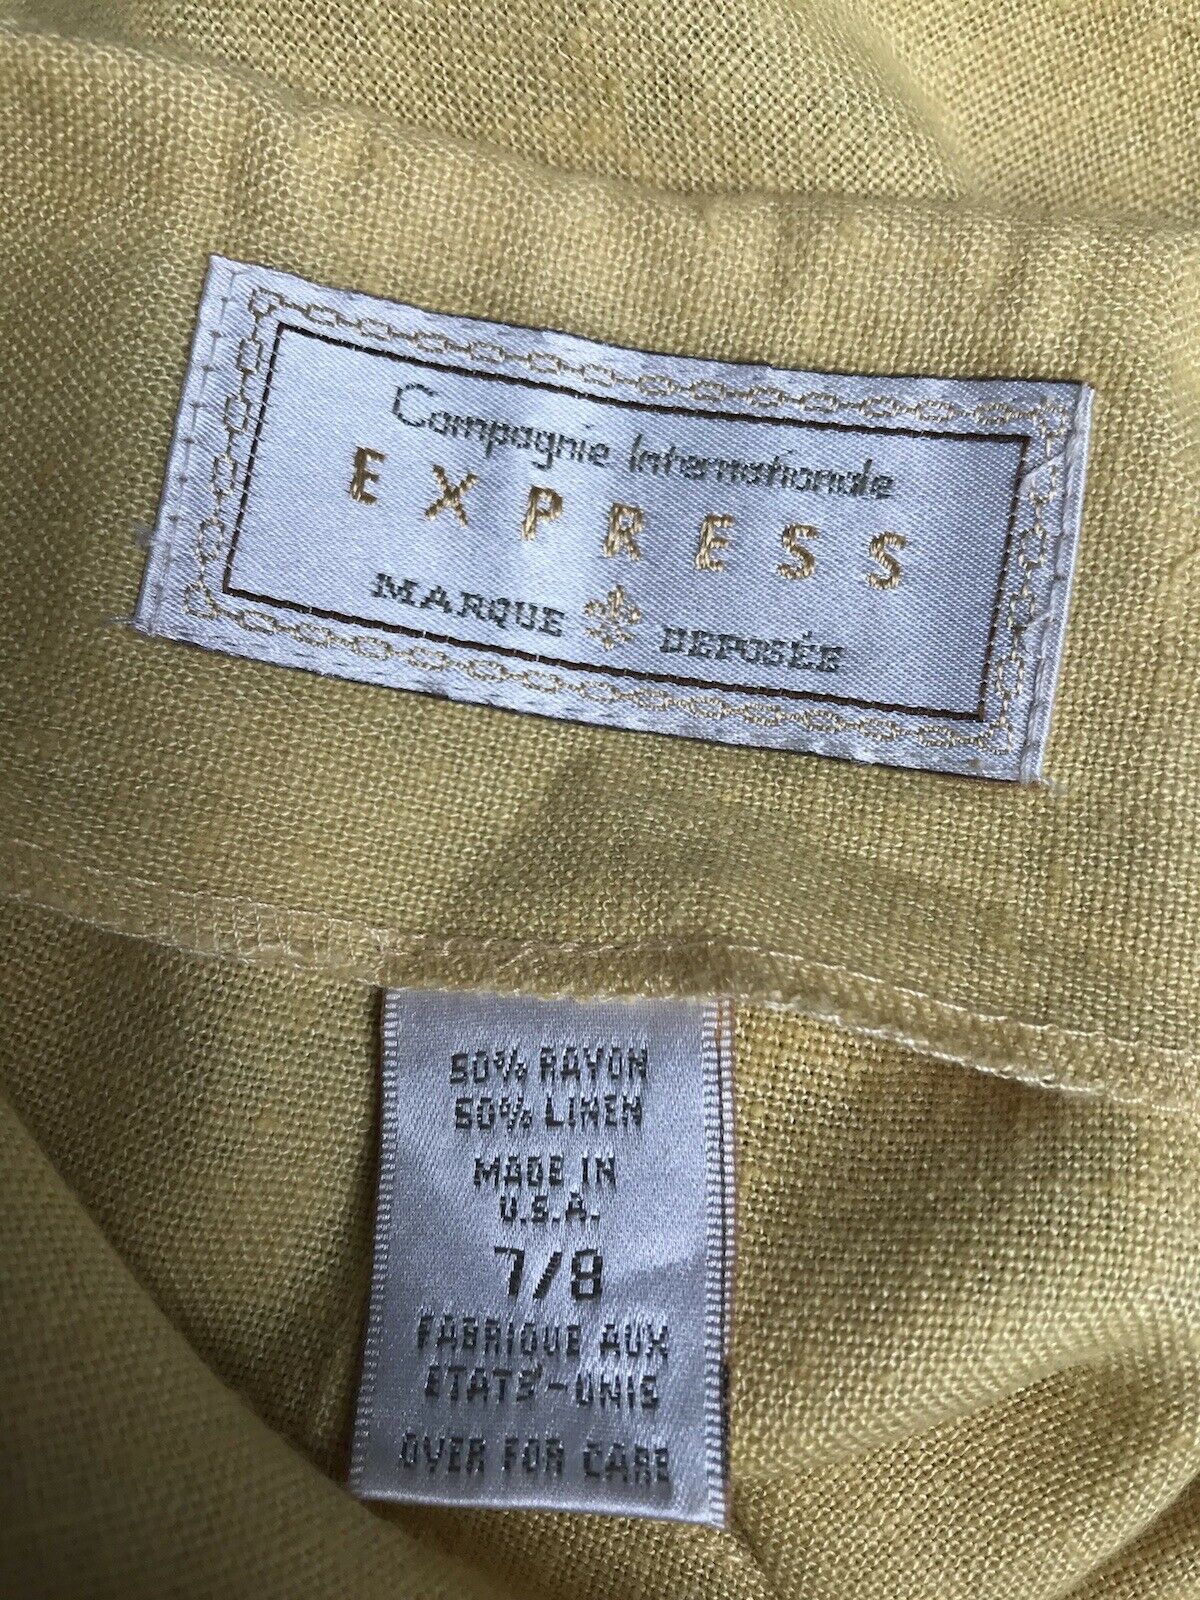 Compagnie Internationale
EXPRESS
MARQUE DEPOSÉE
50% RAYON
50% LINEN
MADE IN
U.S.A.
7/8
FABRIQUE AUX
ETATS-UNIS
OVER FOR CARE